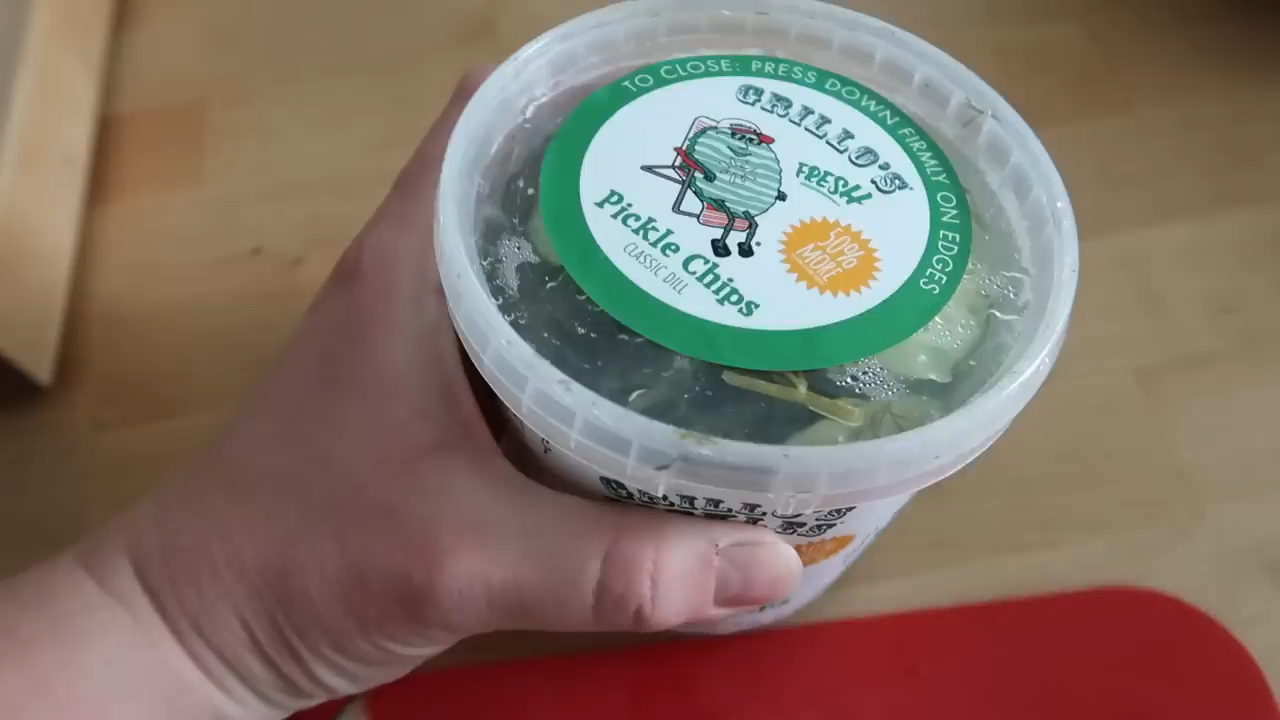 TO CLOSE: PRESS DOWN FIRMLY ON EDGES
GRILLO'S
FRESH
Pickle Chips
CLASSIC DILL
50%
MORE
GRILLO'S